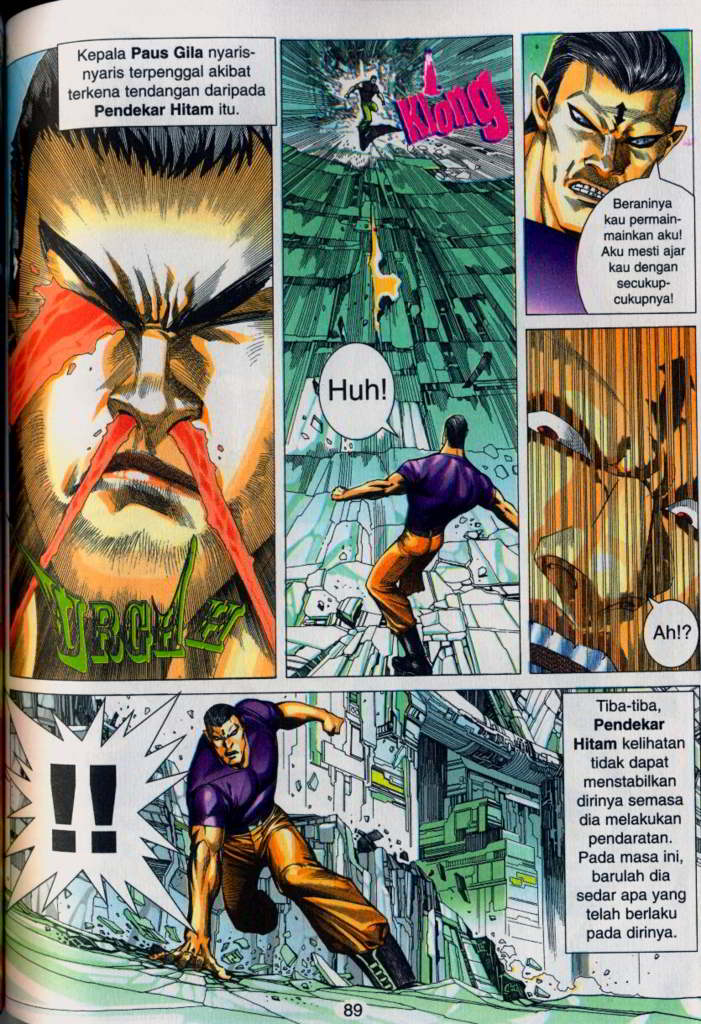 Kepala Paus Gila nyaris-
nyaris terpenggal akibat
terkena tendangan daripada
Pendekar Hitam itu.
URGHH
Klong
Huh!
Beraninya
kau permain-
mainkan aku!
Aku mesti ajar
kau dengan
secukup-
cukupnya!
Ah!?
!!
Tiba-tiba,
Pendekar
Hitam kelihatan
tidak dapat
menstabilkan
dirinya semasa
dia melakukan
pendaratan.
Pada masa ini,
barulah dia
sedar apa yang
telah berlaku
pada dirinya.
89